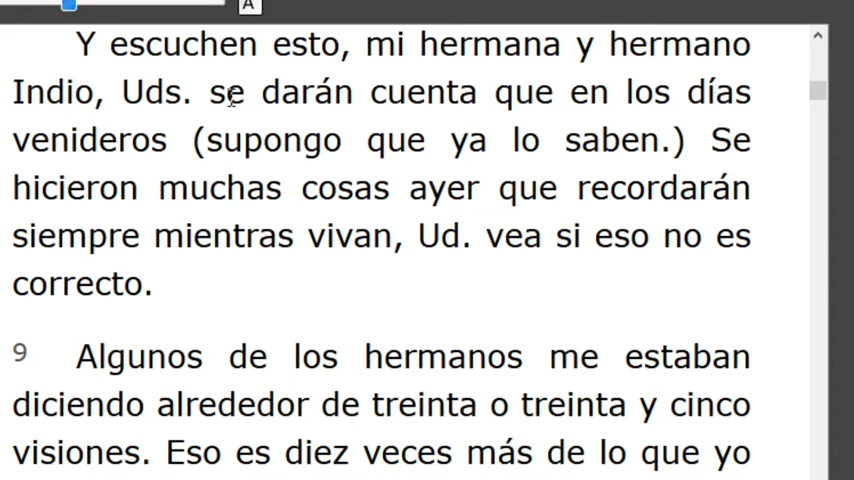 A
Y escuchen esto, mi hermana y hermano
Indio, Uds. se darán cuenta que en los días
venideros (supongo que ya lo saben.) Se
hicieron muchas cosas ayer que recordarán
siempre mientras vivan, Ud. vea si eso no es
correcto.
9 Algunos de los hermanos me estaban
diciendo alrededor de treinta o treinta y cinco
visiones. Eso es diez veces más de lo que yo